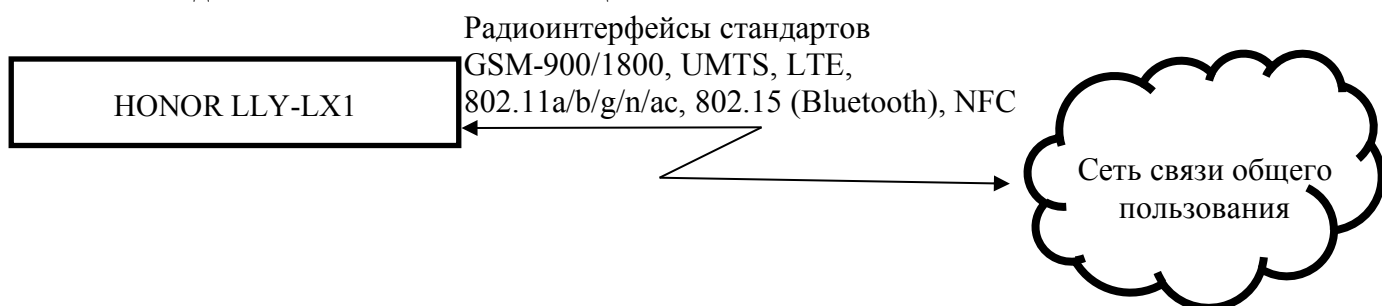 Радиоинтерфейсы стандартов
GSM-900/1800, UMTS, LTE,
HONOR LLY-LX1
802.11a/b/g/n/ac, 802.15 (Bluetooth), NFC
Сеть связи общего
пользования